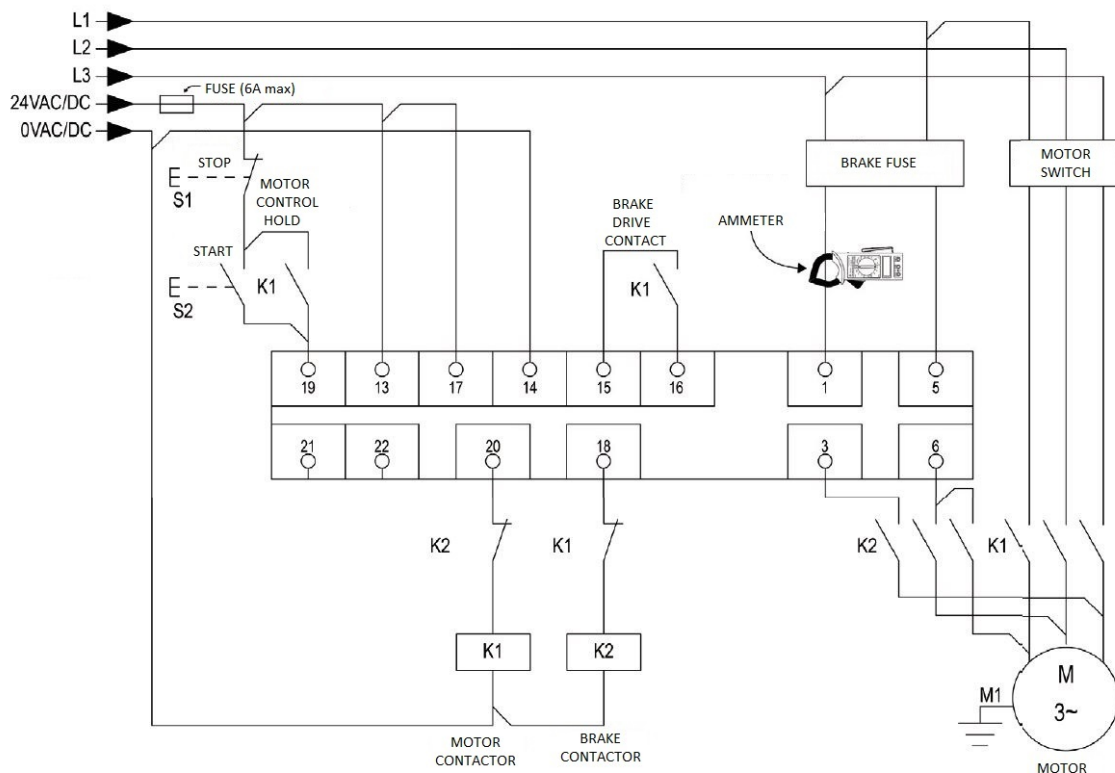 L1
L2
L3
24VAC/DC
FUSE (6A max)
0VAC/DC
STOP
S1
MOTOR
CONTROL
HOLD
START
S2
K1
BRAKE
DRIVE
CONTACT
K1
AMMETER
BRAKE FUSE
MOTOR
SWITCH
19
13
17
14
15
16
1
5
21
22
20
18
3
6
K2
K1
K2
K1
K1
K2
MOTOR
CONTACTOR
BRAKE
CONTACTOR
M1
M
3~
MOTOR